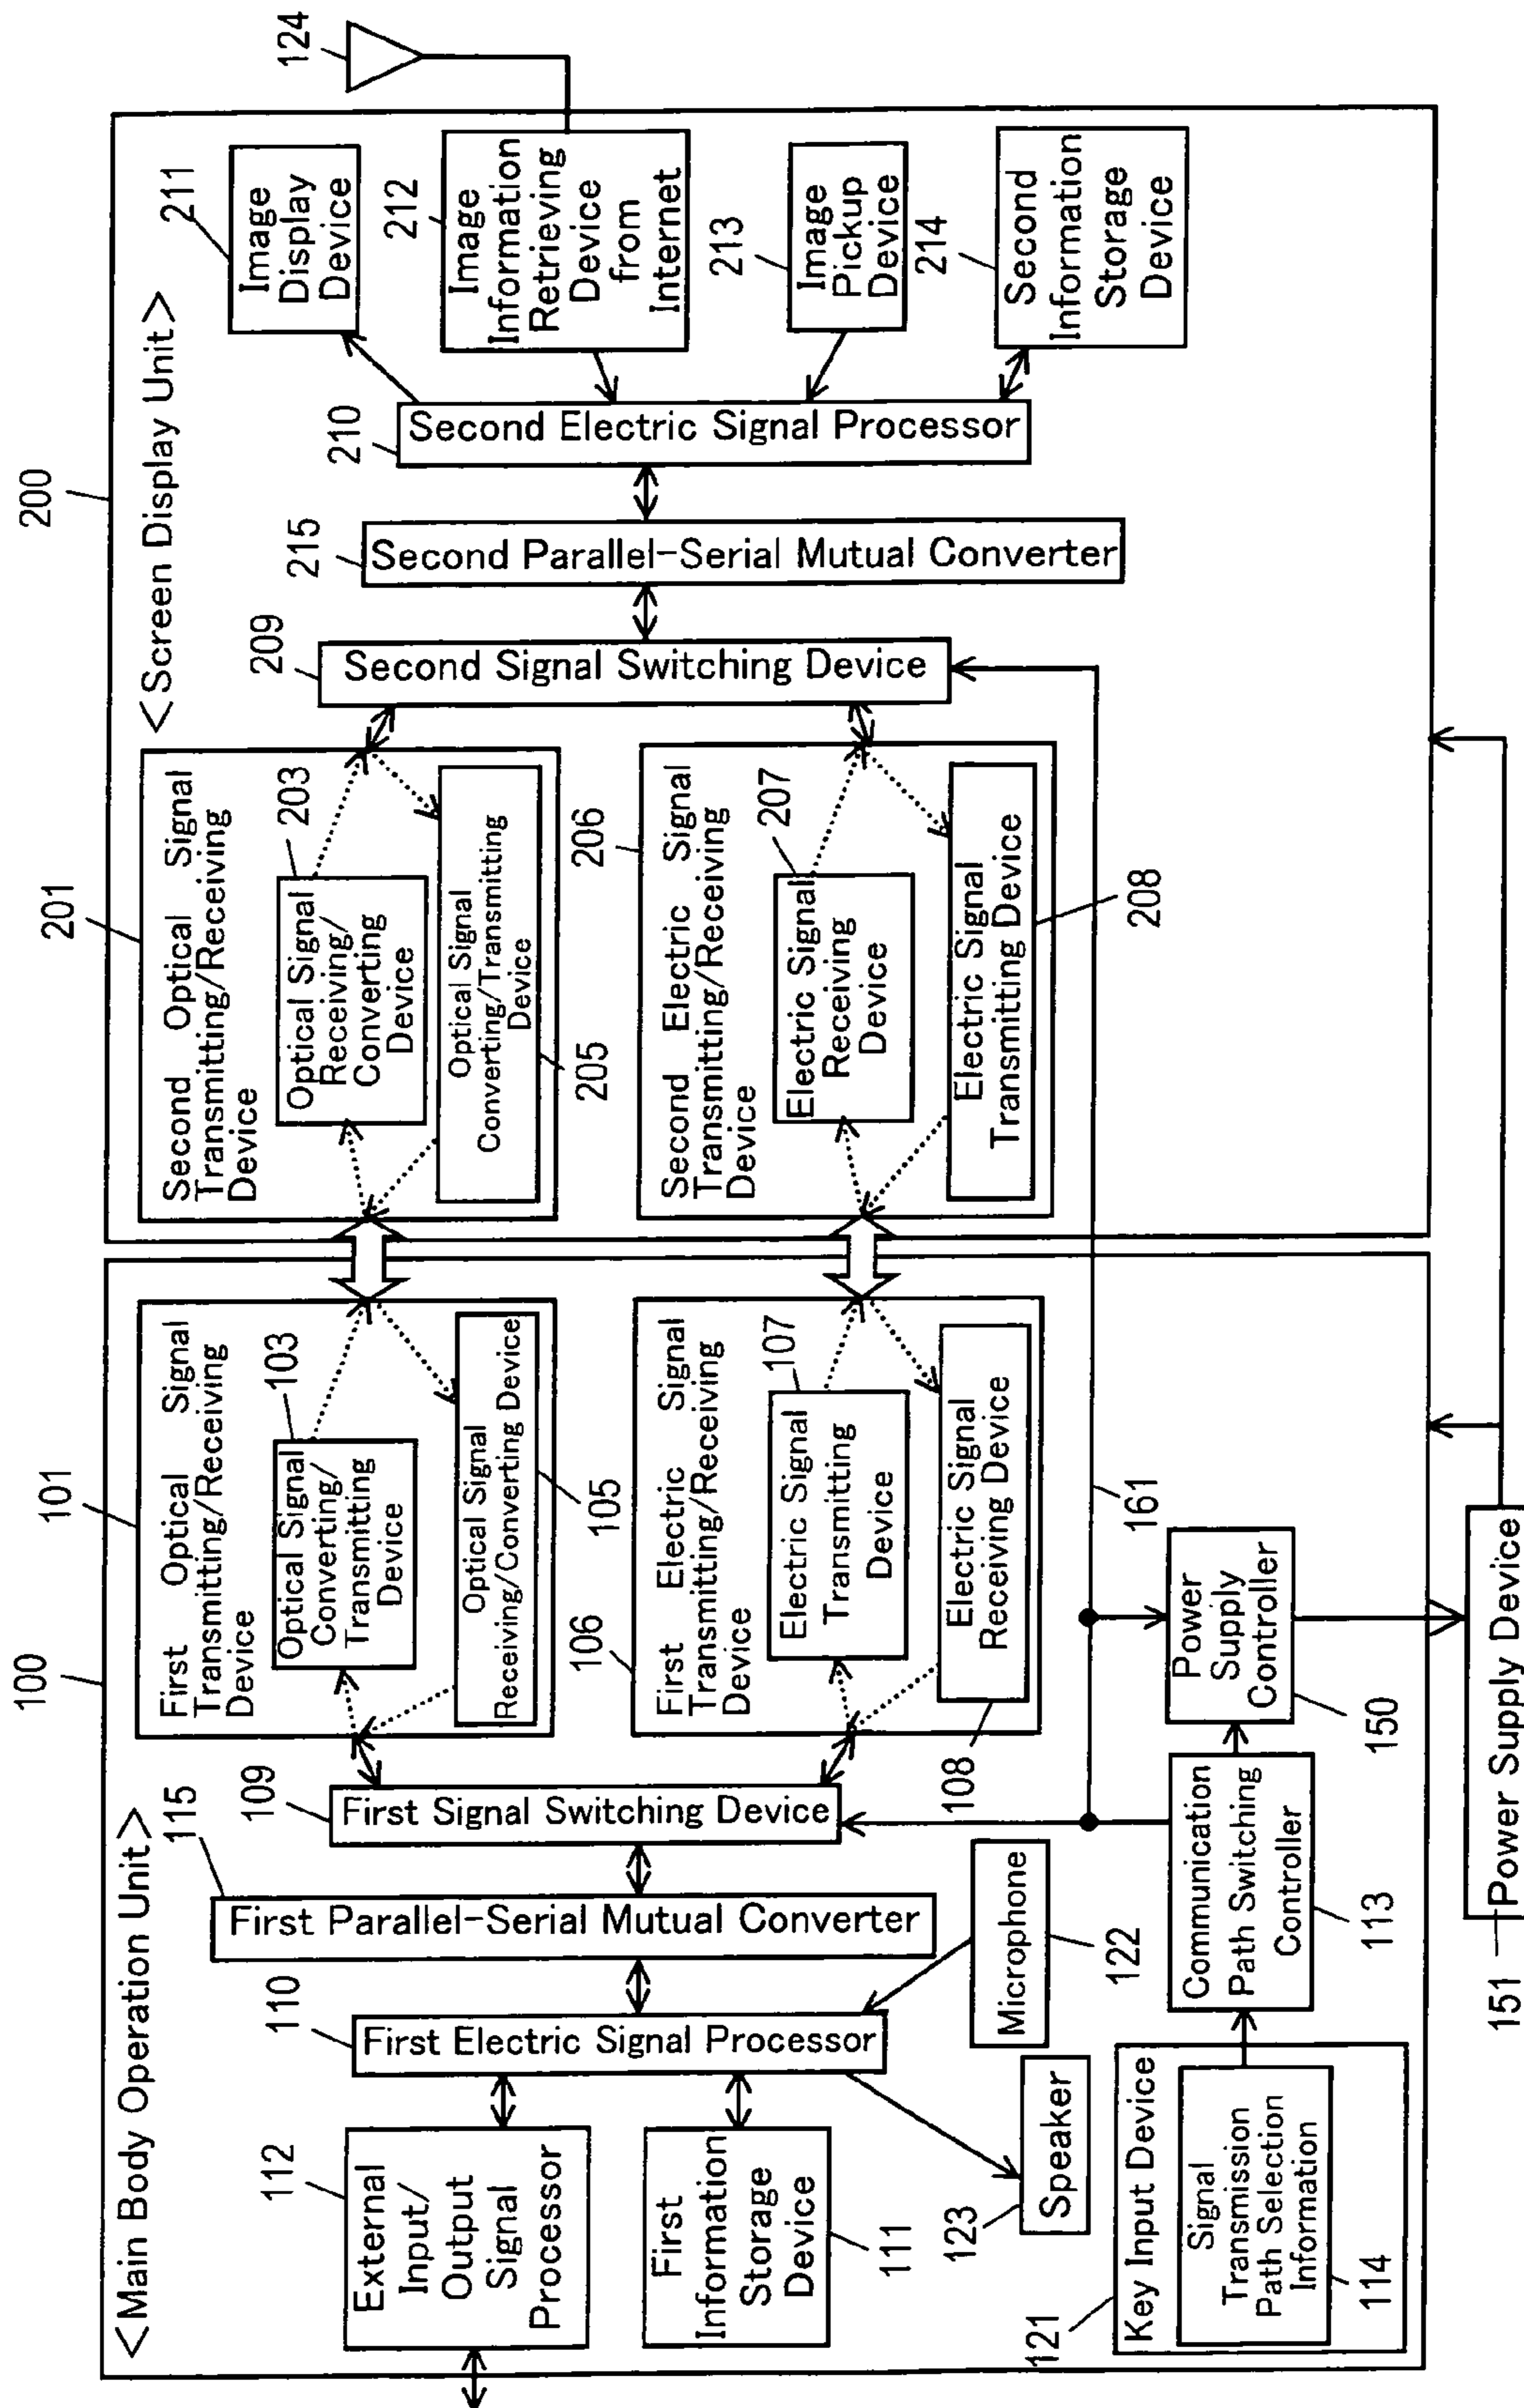 <Main Body Operation Unit>
100
112
External
Input/
Output
Signal
Processor
First
Information
Storage
Device
111
110
First Electric Signal Processor
115
First Parallel-Serial Mutual Converter
109
First Signal Switching Device
101
First Optical Signal
Transmitting/Receiving
Device
103
Optical Signal
Converting/
Transmitting
Device
Optical Signal
Receiving/Converting Device
105
106
First Electric Signal
Transmitting/Receiving
Device
107
Electric Signal
Transmitting
Device
Electric Signal
Receiving Device
108
Microphone
122
Speaker
123
121
Key Input Device
Signal
Transmission
Path Selection
Information
114
Communication
Path Switching
Controller
113
Power
Supply
Controller
150
161
151
Power Supply Device
200
<Screen Display Unit>
201
Second Optical Signal
Transmitting/Receiving
Device
203
Optical Signal
Receiving/
Converting
Device
Optical Signal
Converting/Transmitting
Device
205
206
Second Electric Signal
Transmitting/Receiving
Device
207
Electric Signal
Receiving
Device
Electric Signal
Transmitting Device
208
209
Second Signal Switching Device
215
Second Parallel-Serial Mutual Converter
210
Second Electric Signal Processor
211
Image
Display
Device
212
Image
Information
Retrieving
Device
from
Internet
213
Image
Pickup
Device
214
Second
Information
Storage
Device
124